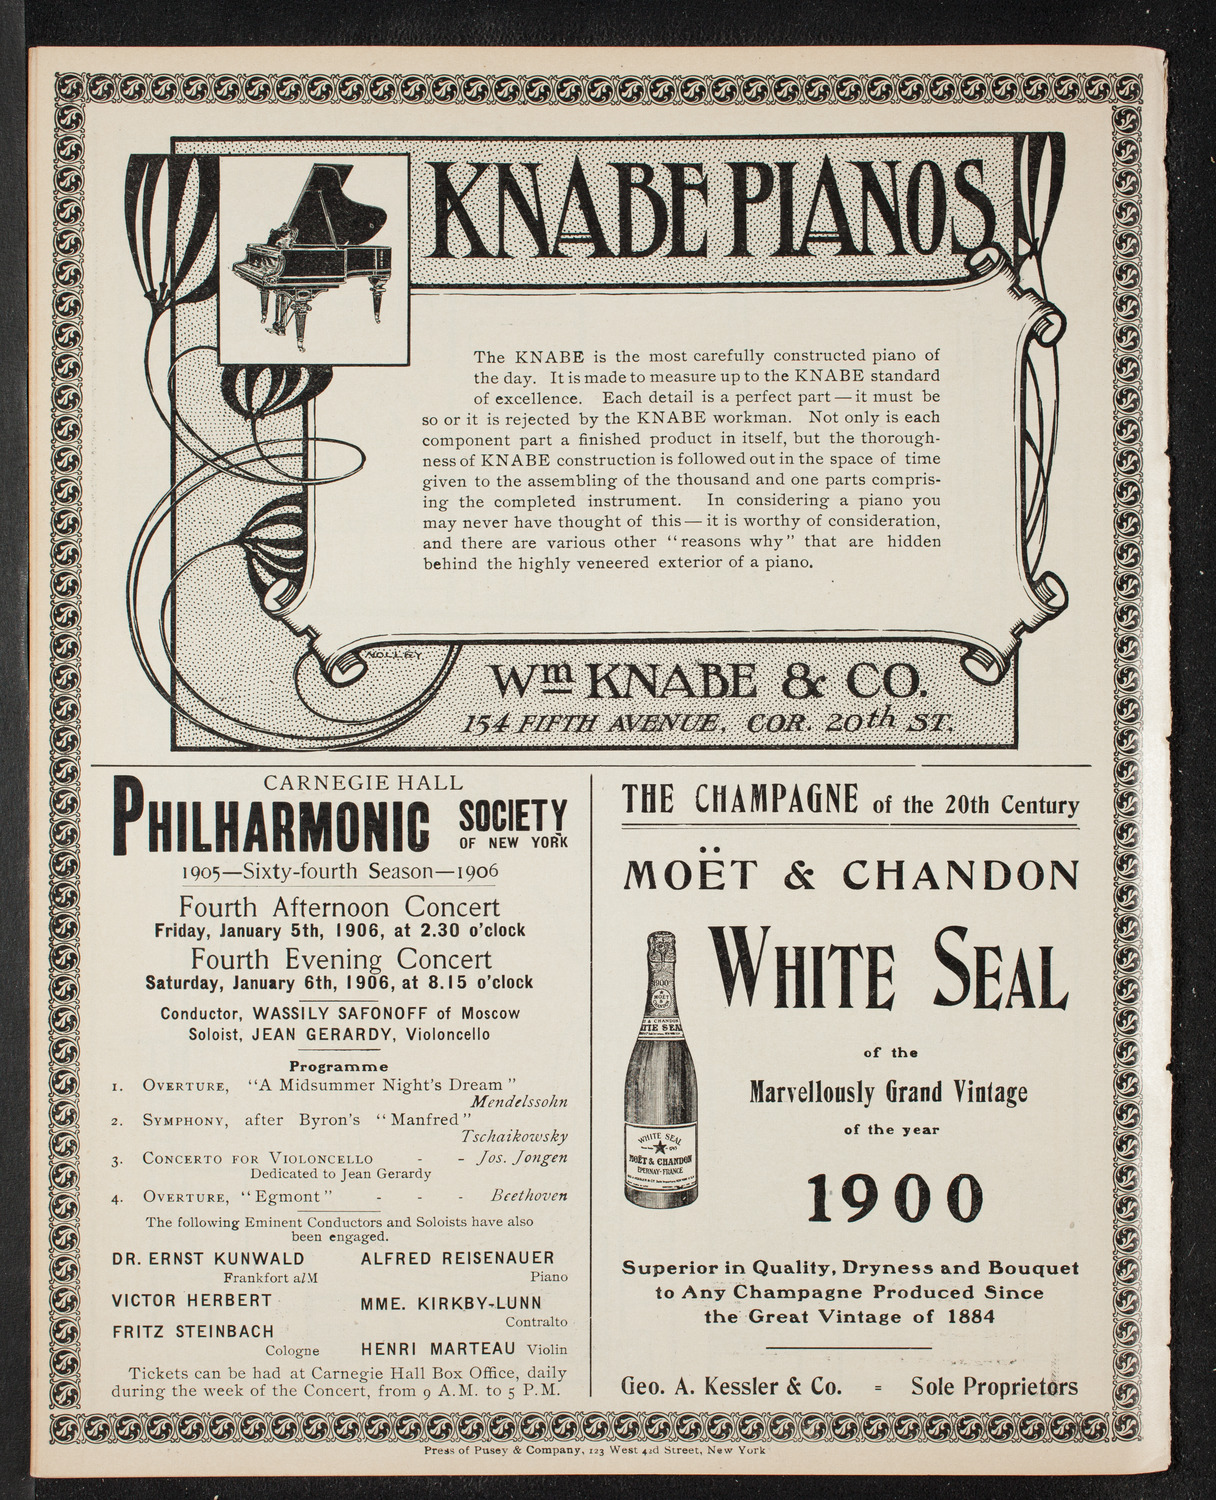 KNABE PIANOS
The KNABE is the most carefully constructed piano of
the day. It is made to measure up to the KNABE standard
of excellence. Each detail is a perfect part—it must be
so or it is rejected by the KNABE workman. Not only is each
component part a finished product in itself, but the thorough-
ness of KNABE construction is followed out in the space of time
given to the assembling of the thousand and one parts compris-
ing the completed instrument. In considering a piano you
may never have thought of this—it is worthy of consideration,
and there are various other "reasons why" that are hidden
behind the highly veneered exterior of a piano.
Wm KNABE & CO.
154 FIFTH AVENUE, COR. 20th ST.
CARNEGIE HALL
PHILHARMONIC SOCIETY
OF NEW YORK
1905—Sixty-fourth Season—1906
Fourth Afternoon Concert
Friday, January 5th, 1906, at 2.30 o'clock
Fourth Evening Concert
Saturday, January 6th, 1906, at 8.15 o'clock
Conductor, WASSILY SAFONOFF of Moscow
Soloist, JEAN GERARDY, Violoncello
Programme
1. OVERTURE, "A Midsummer Night's Dream"
Mendelssohn
2. SYMPHONY, after Byron's "Manfred"
Tschaikowsky
3. CONCERTO FOR VIOLONCELLO - - Jos. Jongen
Dedicated to Jean Gerardy
4. OVERTURE, "Egmont" - - - Beethoven
The following Eminent Conductors and Soloists have also
been engaged.
DR. ERNST KUNWALD
Frankfort a/M
VICTOR HERBERT
FRITZ STEINBACH
Cologne
ALFRED REISENAUER
Piano
MME. KIRKBY-LUNN
Contralto
HENRI MARTEAU Violin
Tickets can be had at Carnegie Hall Box Office, daily
during the week of the Concert, from 9 A.M. to 5 P.M.
THE CHAMPAGNE of the 20th Century
MOËT & CHANDON
WHITE SEAL
1900
MOËT
& CHANDON
ITE SEAL
WHITE SEAL
MOËT & CHANDON
EPERNAY-FRANCE
of the
Marvellously Grand Vintage
of the year
1900
Superior in Quality, Dryness and Bouquet
to Any Champagne Produced Since
the Great Vintage of 1884
Geo. A. Kessler & Co. = Sole Proprietors
Press of Pusey & Company, 123 West 42d Street, New York